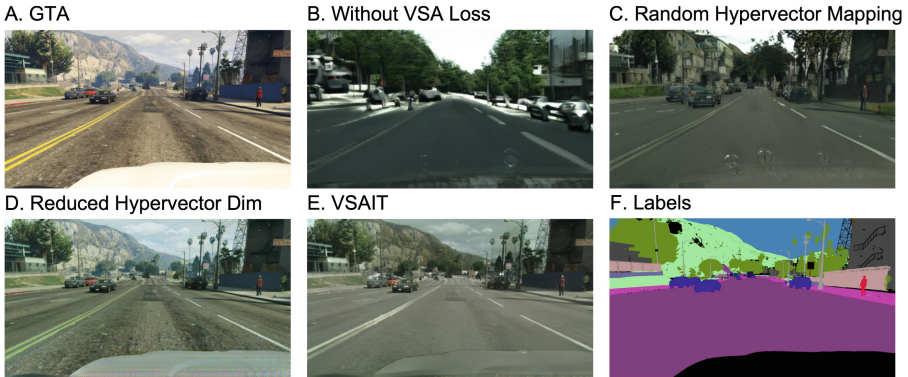 A. GTA
B. Without VSA Loss
C. Random Hypervector Mapping
D. Reduced Hypervector Dim
E. VSAIT
F. Labels